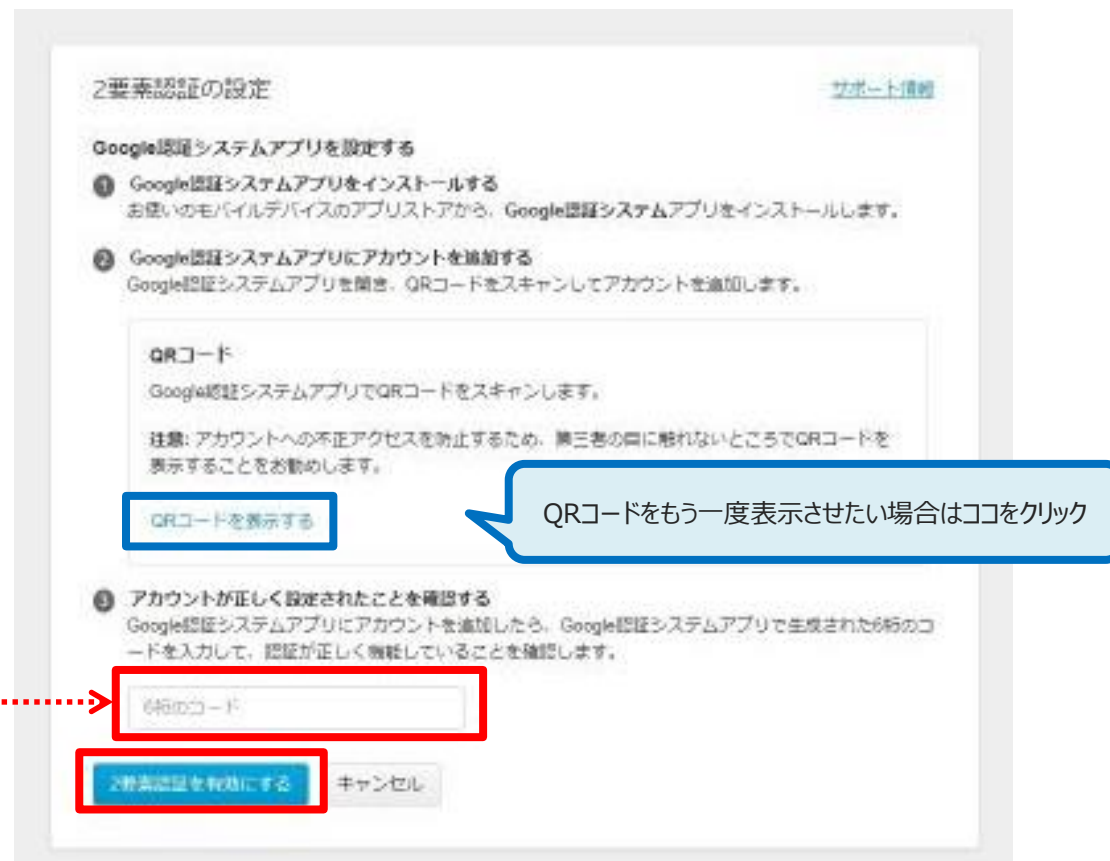 2要素認証の設定
サポート情報
Google認証システムアプリを設定する
1 Google認証システムアプリをインストールする
お使いのモバイルデバイスのアプリストアから、Google認証システムアプリをインストールします。
2 Google認証システムアプリにアカウントを追加する
Google認証システムアプリを開き、QRコードをスキャンしてアカウントを追加します。
QRコード
Google認証システムアプリでQRコードをスキャンします。
注意: アカウントへの不正アクセスを防止するため、第三者の目に触れないところでQRコードを
表示することをお勧めします。
QRコードを表示する
QRコードをもう一度表示させたい場合はココをクリック
3 アカウントが正しく設定されたことを確認する
Google認証システムアプリにアカウントを追加したら、Google認証システムアプリで生成された6桁のコ
ードを入力して、認証が正しく機能していることを確認します。
6桁のコード
2要素認証を有効にする
キャンセル